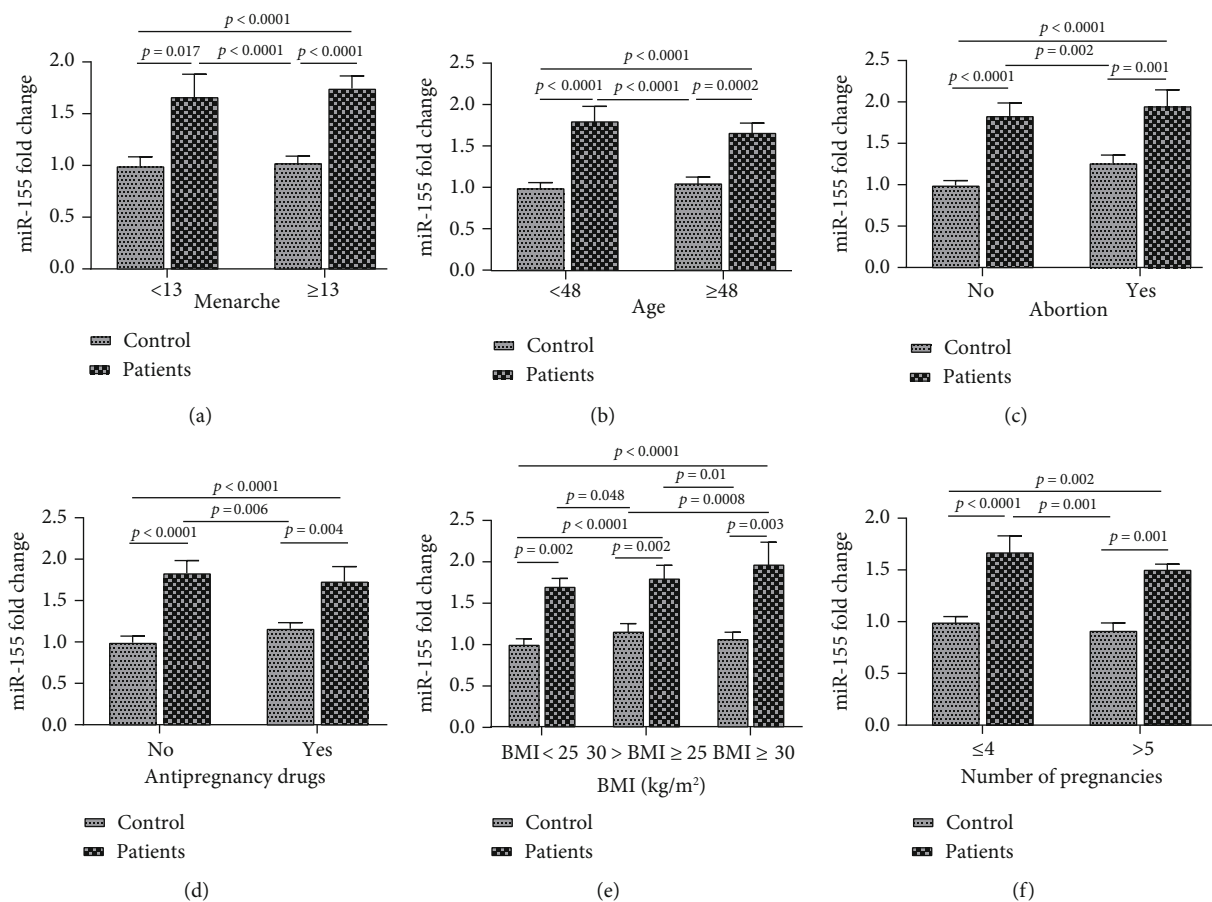 p < 0.0001
p = 0.017
p < 0.0001
p < 0.0001
2.0
1.5
1.0
0.5
0.0
miR-155 fold change
<13
≥13
Menarche
Control
Patients
(a)
p < 0.0001
p < 0.0001
p < 0.0001
p = 0.0002
2.5
2.0
1.5
1.0
0.5
0.0
miR-155 fold change
<48
≥48
Age
Control
Patients
(b)
p < 0.0001
p = 0.002
p < 0.0001
p = 0.001
2.5
2.0
1.5
1.0
0.5
0.0
miR-155 fold change
No
Yes
Abortion
Control
Patients
(c)
p < 0.0001
p = 0.006
p < 0.0001
p = 0.004
2.5
2.0
1.5
1.0
0.5
0.0
miR-155 fold change
No
Yes
Antipregnancy drugs
Control
Patients
(d)
p < 0.0001
p = 0.01
p = 0.048
p = 0.0008
p < 0.0001
p = 0.003
p = 0.002
p = 0.002
2.5
2.0
1.5
1.0
0.5
0.0
miR-155 fold change
BMI < 25
30 > BMI ≥ 25
BMI ≥ 30
BMI (kg/m²)
Control
Patients
(e)
p = 0.002
p < 0.0001
p = 0.001
p = 0.001
2.0
1.5
1.0
0.5
0.0
miR-155 fold change
≤4
>5
Number of pregnancies
Control
Patients
(f)